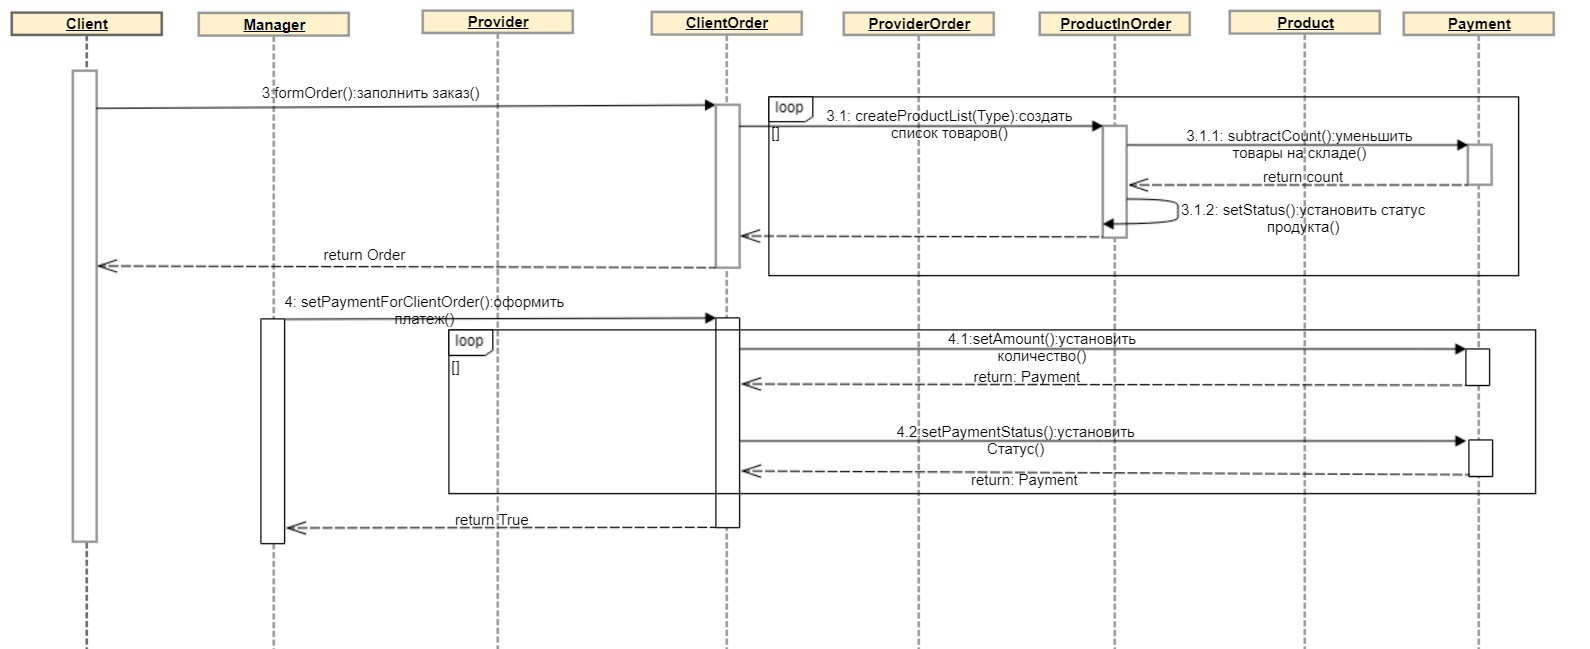 Client
Manager
Provider
ClientOrder
ProviderOrder
ProductInOrder
Product
Payment
3:formOrder():заполнить заказ()
loop
[]
3.1: createProductList(Type):создать
список товаров()
3.1.1: subtractCount():уменьшить
товары на складе()
return count
3.1.2: setStatus():установить статус
продукта()
return Order
4: setPaymentForClientOrder():оформить
платеж()
loop
[]
4.1:setAmount():установить
количество()
return: Payment
4.2:setPaymentStatus():установить
Статус()
return: Payment
return True